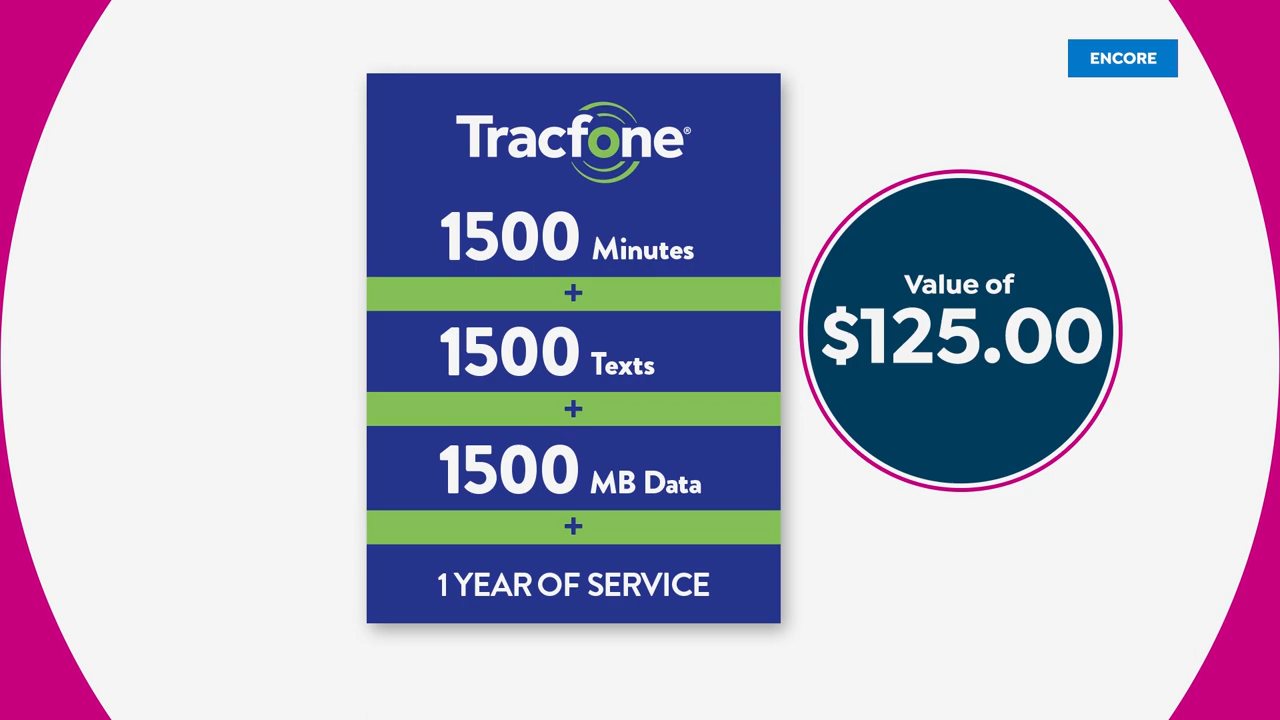 ENCORE
Tracfone®
1500 Minutes
+
1500 Texts
+
1500 MB Data
+
1 YEAR OF SERVICE
Value of
$125.00